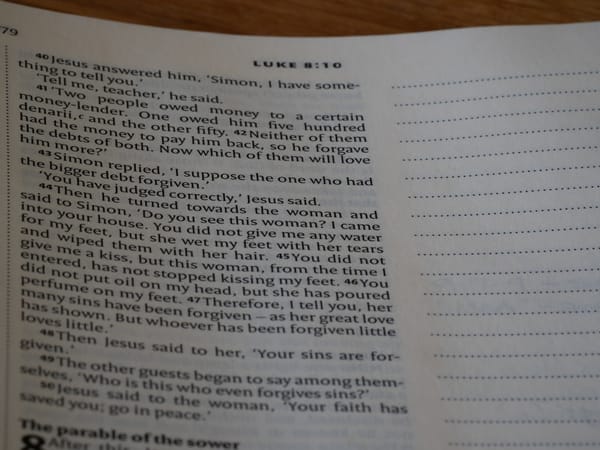 79
LUKE 8:10
40 Jesus answered him, ‘Simon, I have some-
thing to tell you.’
‘Tell me, teacher,’ he said.
41 ‘Two people owed money to a certain
money-lender. One owed him five hundred
denarii,c and the other fifty. 42 Neither of them
had the money to pay him back, so he forgave
the debts of both. Now which of them will love
him more?’
43 Simon replied, ‘I suppose the one who had
the bigger debt forgiven.’
‘You have judged correctly,’ Jesus said.
44 Then he turned towards the woman and
said to Simon, ‘Do you see this woman? I came
into your house. You did not give me any water
for my feet, but she wet my feet with her tears
and wiped them with her hair. 45 You did not
give me a kiss, but this woman, from the time I
entered, has not stopped kissing my feet. 46 You
did not put oil on my head, but she has poured
perfume on my feet. 47 Therefore, I tell you, her
many sins have been forgiven – as her great love
has shown. But whoever has been forgiven little
loves little.’
48 Then Jesus said to her, ‘Your sins are for-
given.’
49 The other guests began to say among them-
selves, ‘Who is this who even forgives sins?’
50 Jesus said to the woman, ‘Your faith has
saved you; go in peace.’
The parable of the sower
8 After this